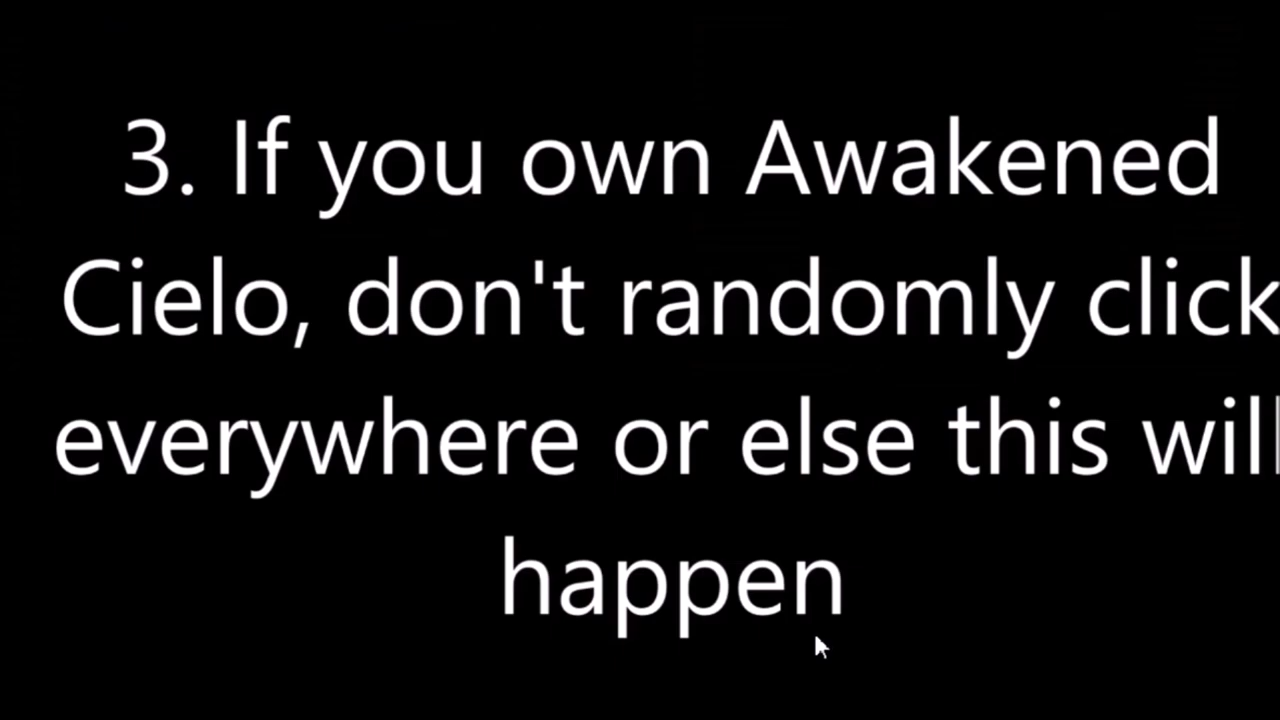 3. If you own Awakened
Cielo, don't randomly click
everywhere or else this will
happen